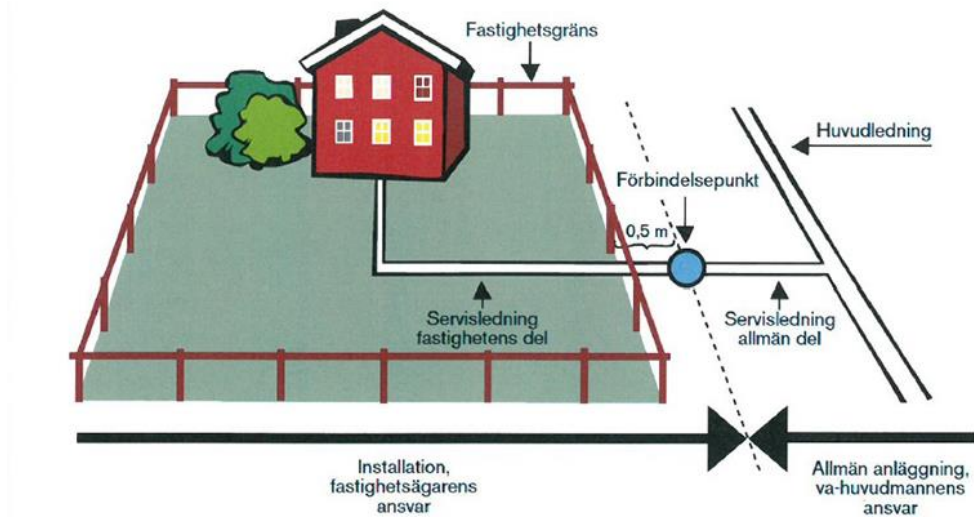 Fastighetsgräns
Huvudledning
Förbindelsepunkt
0,5 m
Servisledning
fastighetens del
Servisledning
allmän del
Installation,
fastighetsägarens
ansvar
Allmän anläggning,
va-huvudmannens
ansvar